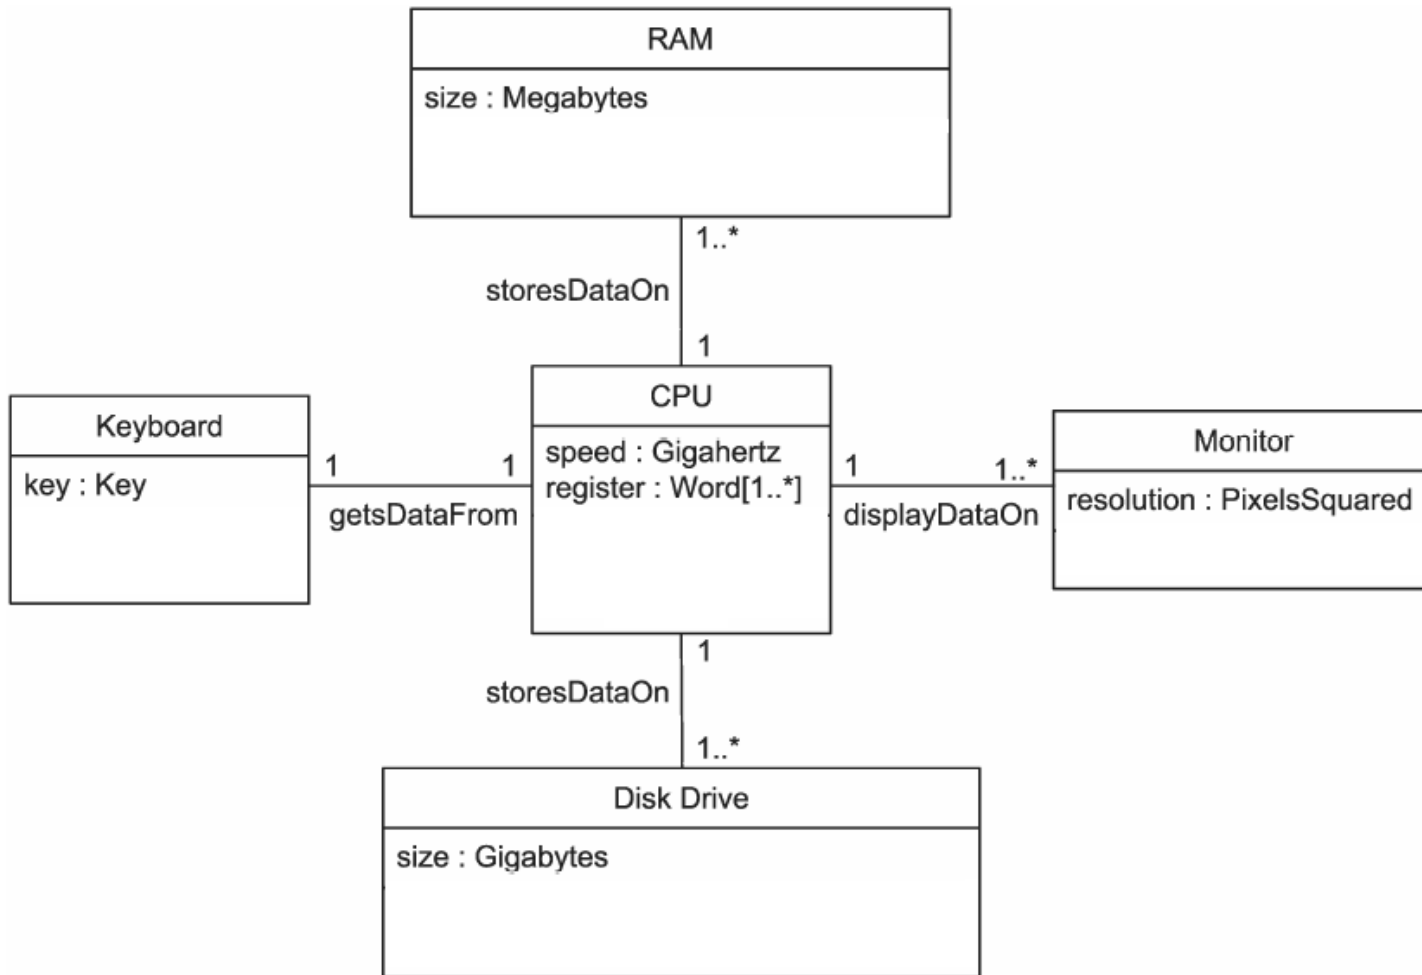 RAM
size : Megabytes
1..*
storesDataOn
1
CPU
speed : Gigahertz
register : Word[1..*]
Keyboard
key : Key
1
1
getsDataFrom
1
1..*
displayDataOn
Monitor
resolution : PixelsSquared
1
storesDataOn
1..*
Disk Drive
size : Gigabytes